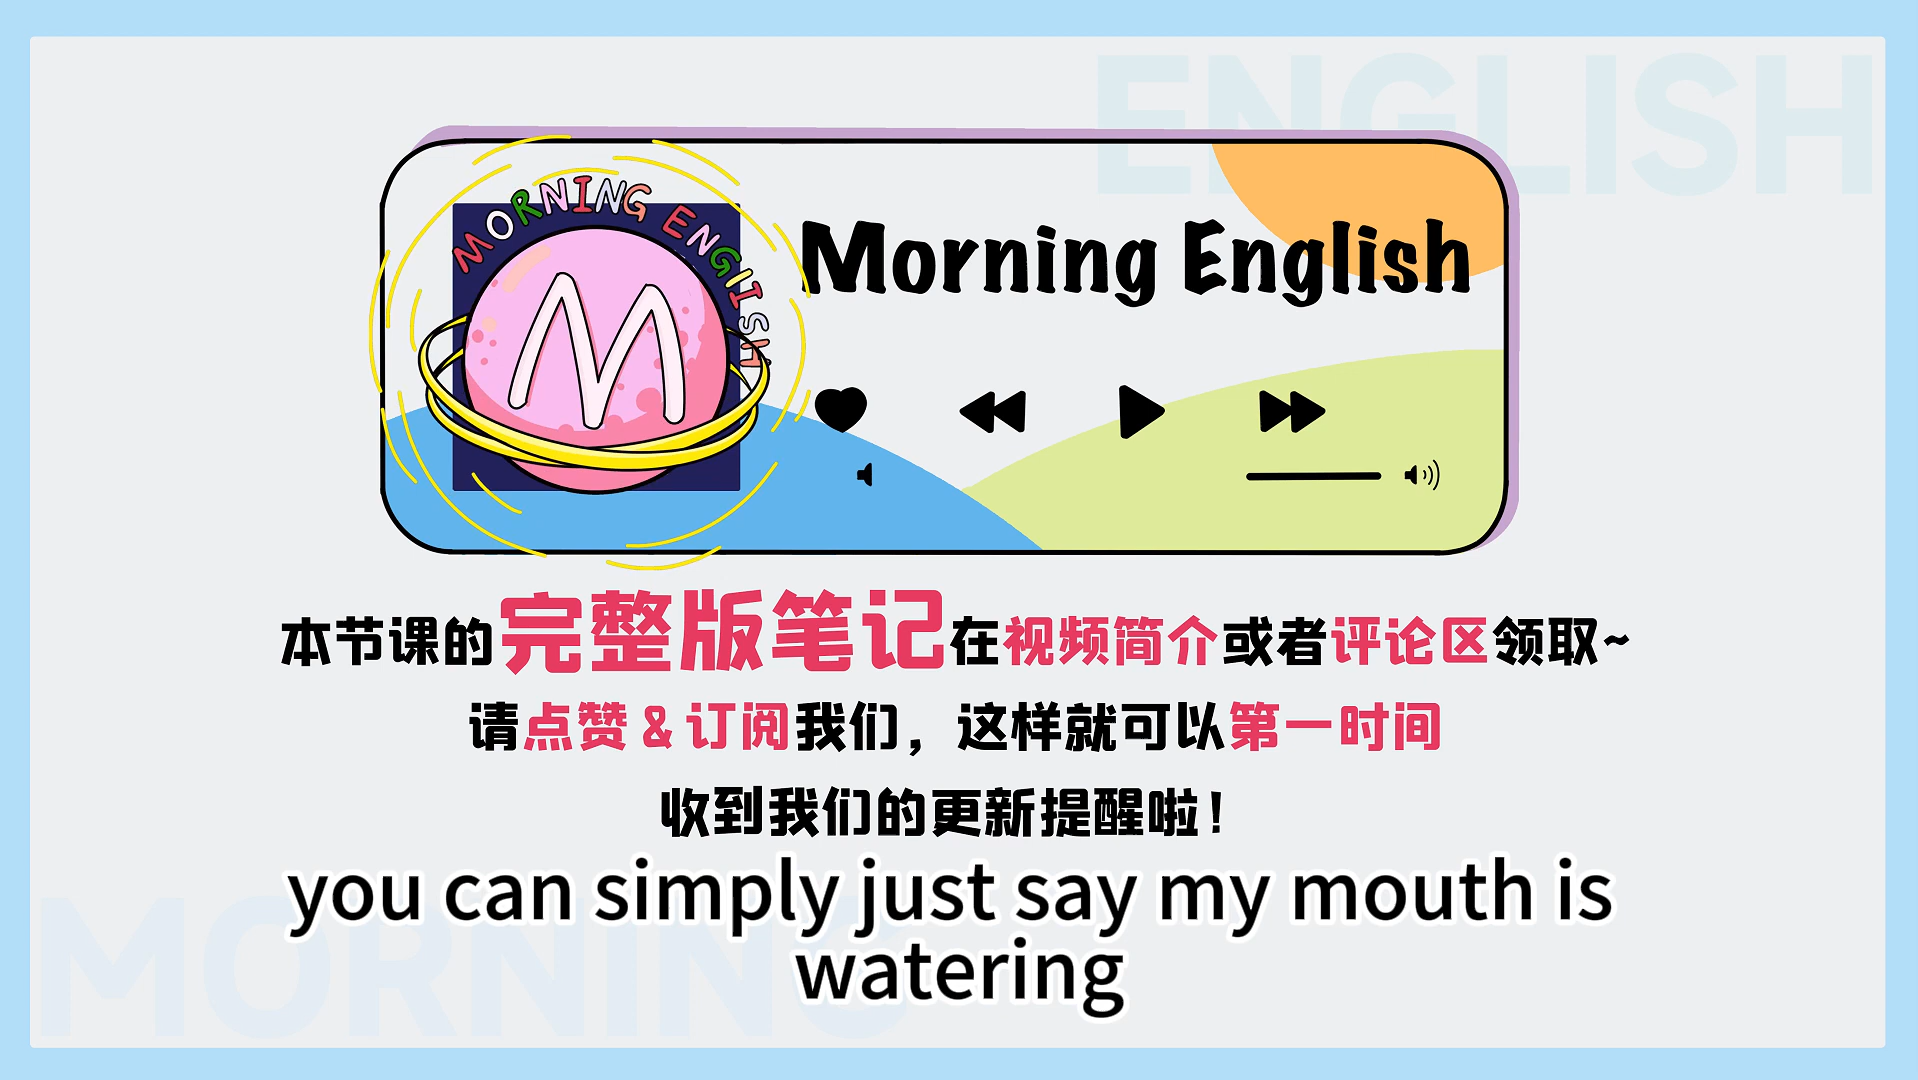 ENGLISH
MORNING ENGLISH
M
Morning English
本节课的完整版笔记在视频简介或者评论区领取~
请点赞&订阅我们，这样就可以第一时间
收到我们的更新提醒啦！
you can simply just say my mouth is
watering
MORNING